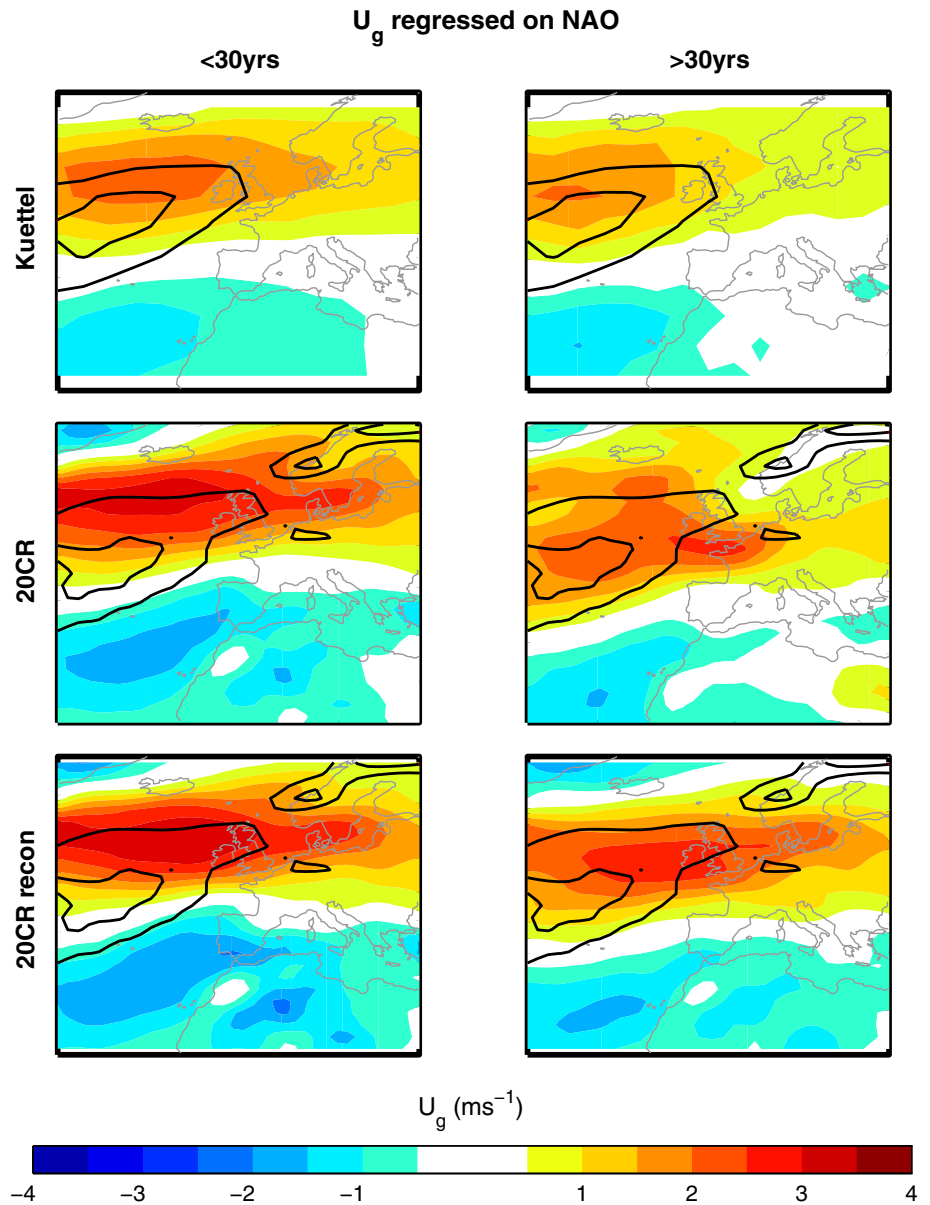 U_g regressed on NAO
<30yrs >30yrs
Kuettel
20CR
20CR recon
U_g (ms⁻¹)
−4 −3 −2 −1 1 2 3 4